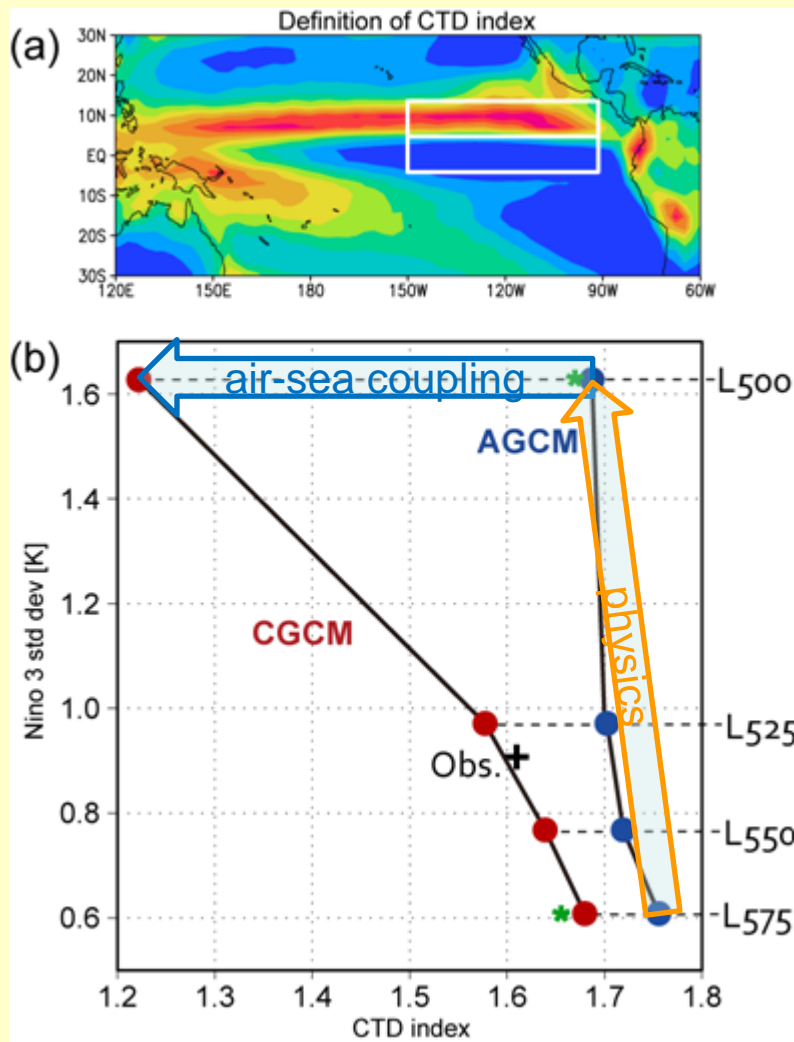 Definition of CTD index
(a)
30N
20N
10N
EQ
10S
20S
30S
120E 150E 180 150W 120W 90W 60W
(b)
air-sea coupling
* L500
AGCM
physics
CGCM
L525
Obs. +
L550
* L575
1.6
1.4
1.2
1.0
0.8
0.6
Nino 3 std dev [K]
1.2 1.3 1.4 1.5 1.6 1.7 1.8
CTD index